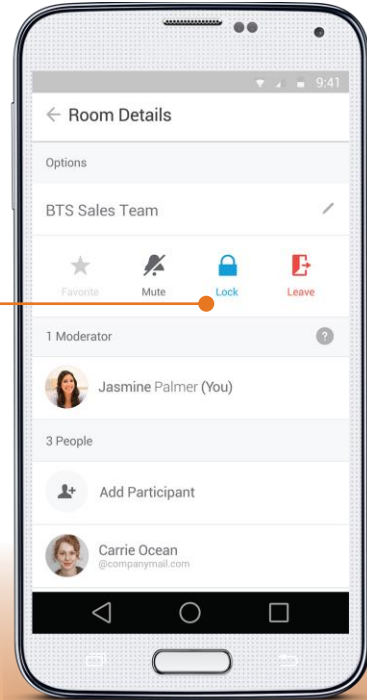 9:41
Room Details
Options
BTS Sales Team
Favorite Mute Lock Leave
1 Moderator
?
Jasmine Palmer (You)
3 People
Add Participant
Carrie Ocean
@companymail.com